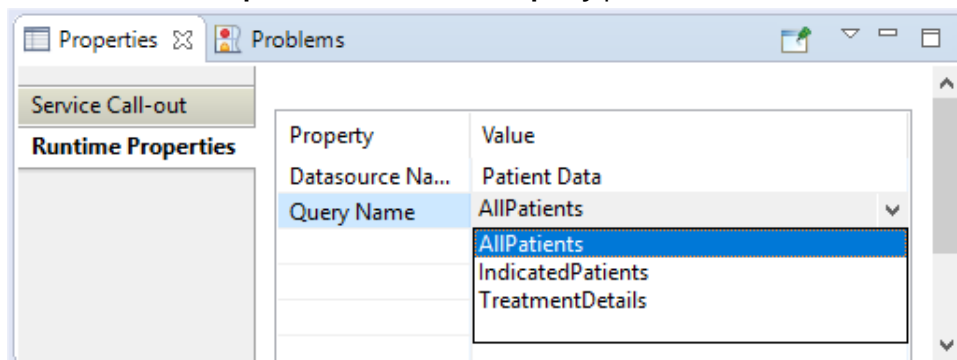 Properties Problems
Service Call-out
Runtime Properties
Property Value
Datasource Na... Patient Data
Query Name AllPatients
AllPatients
IndicatedPatients
TreatmentDetails